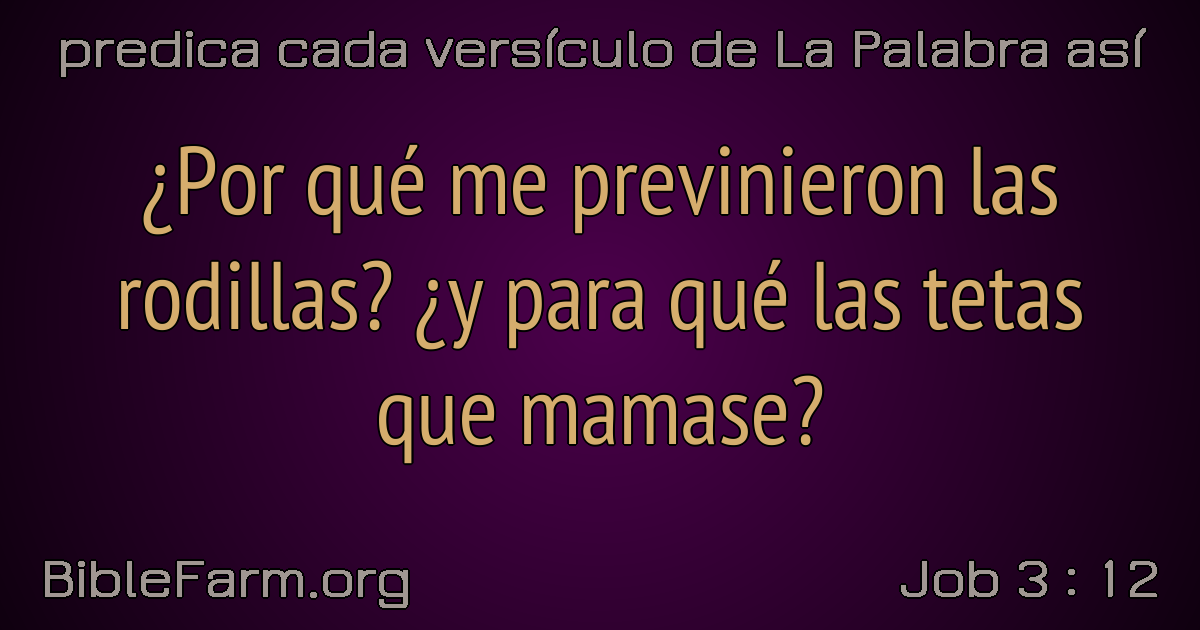 predica cada versículo de La Palabra así
¿Por qué me previnieron las
rodillas? ¿y para qué las tetas
que mamase?
BibleFarm.org
Job 3 : 12